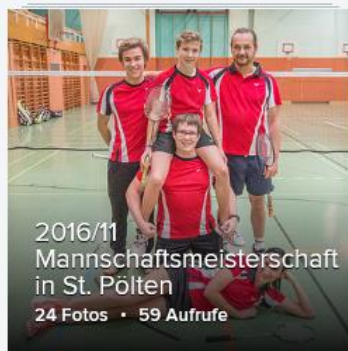 2016/11
Mannschaftsmeisterschaft
in St. Pölten
24 Fotos • 59 Aufrufe